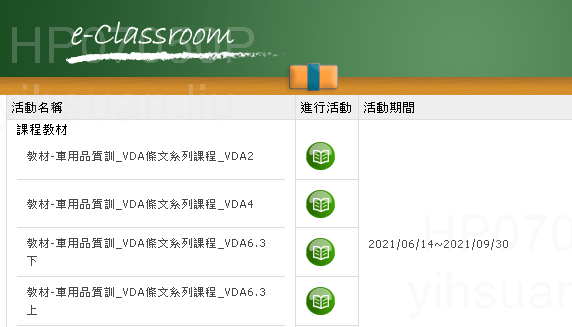 e-Classroom
活動名稱 進行活動 活動期間
課程教材
教材-車用品質訓_VDA條文系列課程_VDA2
教材-車用品質訓_VDA條文系列課程_VDA4
教材-車用品質訓_VDA條文系列課程_VDA6.3
下
2021/06/14~2021/09/30
教材-車用品質訓_VDA條文系列課程_VDA6.3
上
HP070
yihsuan